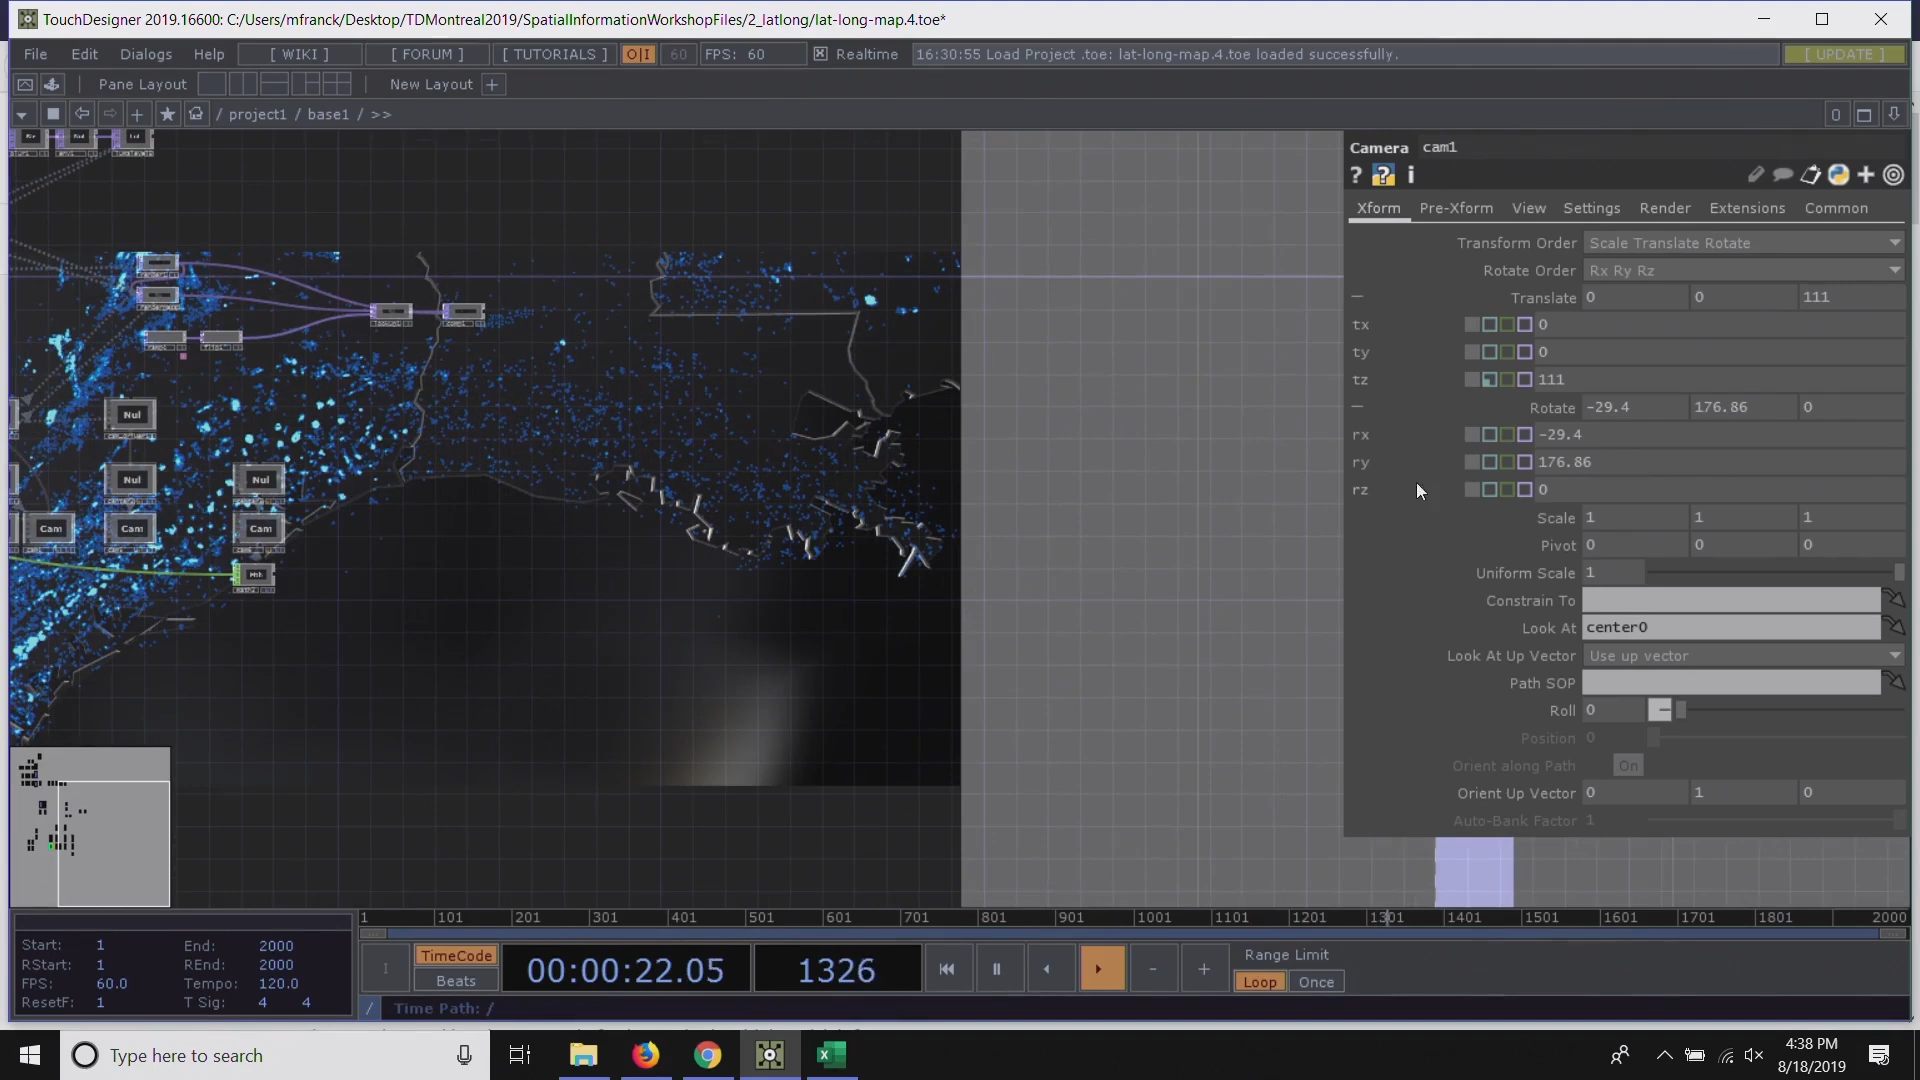 TouchDesigner 2019.16600: C:/Users/mfranck/Desktop/TDMontreal2019/SpatialInformationWorkshopFiles/2_latlong/lat-long-map.4.toe*
File Edit Dialogs Help [ WIKI ] [ FORUM ] [ TUTORIALS ] O|I 60 FPS: 60 Realtime 16:30:55 Load Project .toe: lat-long-map.4.toe loaded successfully. [ UPDATE ]
Pane Layout New Layout +
/ project1 / base1 / >> 0
Camera cam1
? ? i
Xform Pre-Xform View Settings Render Extensions Common
Transform Order Scale Translate Rotate
Rotate Order Rx Ry Rz
Translate 0 0 111
tx 0
ty 0
tz 111
Rotate -29.4 176.86 0
rx -29.4
ry 176.86
rz 0
Scale 1 1 1
Pivot 0 0 0
Uniform Scale 1
Constrain To
Look At center0
Look At Up Vector Use up vector
Path SOP
Roll 0
Position 0
Orient along Path On
Orient Up Vector 0 1 0
Auto-Bank Factor 1
Nul
Nul Nul
Cam Cam Cam
1 101 201 301 401 501 601 701 801 901 1001 1101 1201 1301 1401 1501 1601 1701 1801 2000
Start: 1 End: 2000
RStart: 1 REnd: 2000
FPS: 60.0 Tempo: 120.0
ResetF: 1 T Sig: 4 4
I TimeCode 00:00:22.05 1326 - + Range Limit
Beats Loop Once
/ Time Path: /
Type here to search
4:38 PM
8/18/2019